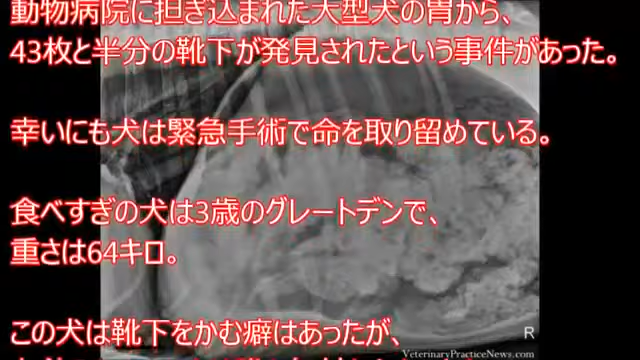 動物病院に担ぎ込まれた大型犬の胃から、
43枚と半分の靴下が発見されたという事件があった。
幸いにも犬は緊急手術で命を取り留めている。
食べすぎの犬は3歳のグレートデンで、
重さは64キロ。
この犬は靴下をかむ癖はあったが、
R
VeterinaryPracticeNews.com